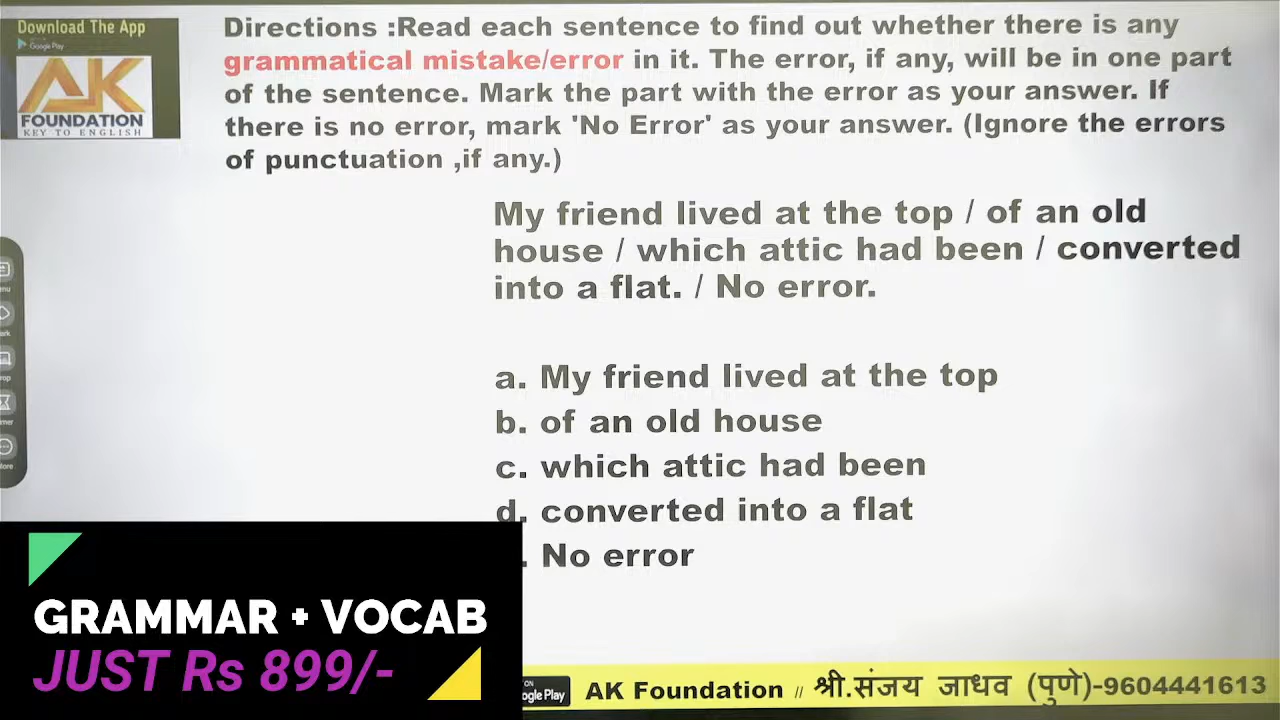 Download The App
Google Play
AK
FOUNDATION
KEY TO ENGLISH
Directions :Read each sentence to find out whether there is any
grammatical mistake/error in it. The error, if any, will be in one part
of the sentence. Mark the part with the error as your answer. If
there is no error, mark 'No Error' as your answer. (Ignore the errors
of punctuation ,if any.)
My friend lived at the top / of an old
house / which attic had been / converted
into a flat. / No error.
a. My friend lived at the top
b. of an old house
c. which attic had been
d. converted into a flat
. No error
GRAMMAR + VOCAB
JUST Rs 899/-
ON
ogle Play
AK Foundation // श्री.संजय जाधव (पुणे)-9604441613